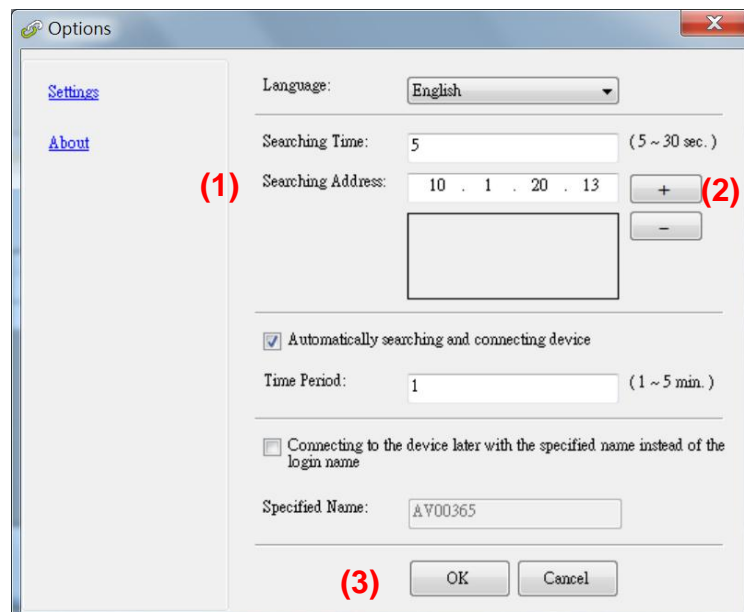 Options
X
Settings
About
Language:
English
Searching Time:
5
( 5 ~ 30 sec. )
(1)
Searching Address:
10 . 1 . 20 . 13
+
(2)
–
Automatically searching and connecting device
Time Period:
1
( 1 ~ 5 min. )
Connecting to the device later with the specified name instead of the
login name
Specified Name:
AV00365
(3)
OK
Cancel